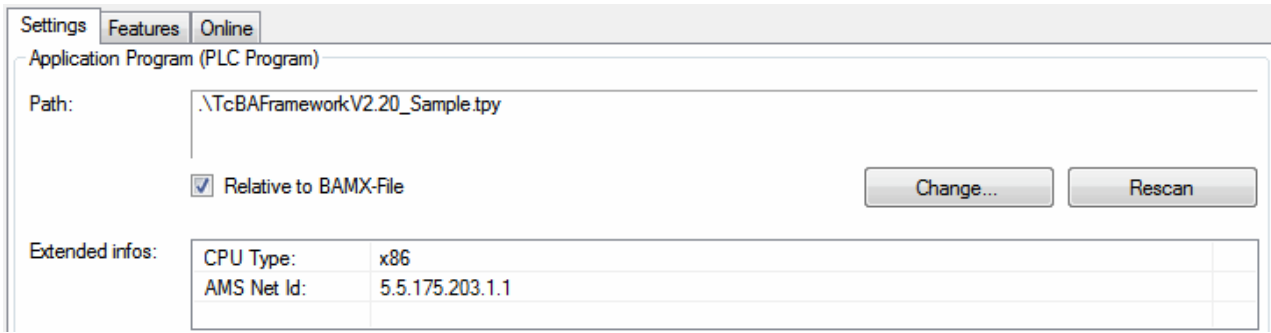 Settings Features Online
Application Program (PLC Program)
Path: .\TcBAFrameworkV2.20_Sample.tpy
Relative to BAMX-File Change... Rescan
Extended infos: CPU Type: x86
AMS Net Id: 5.5.175.203.1.1